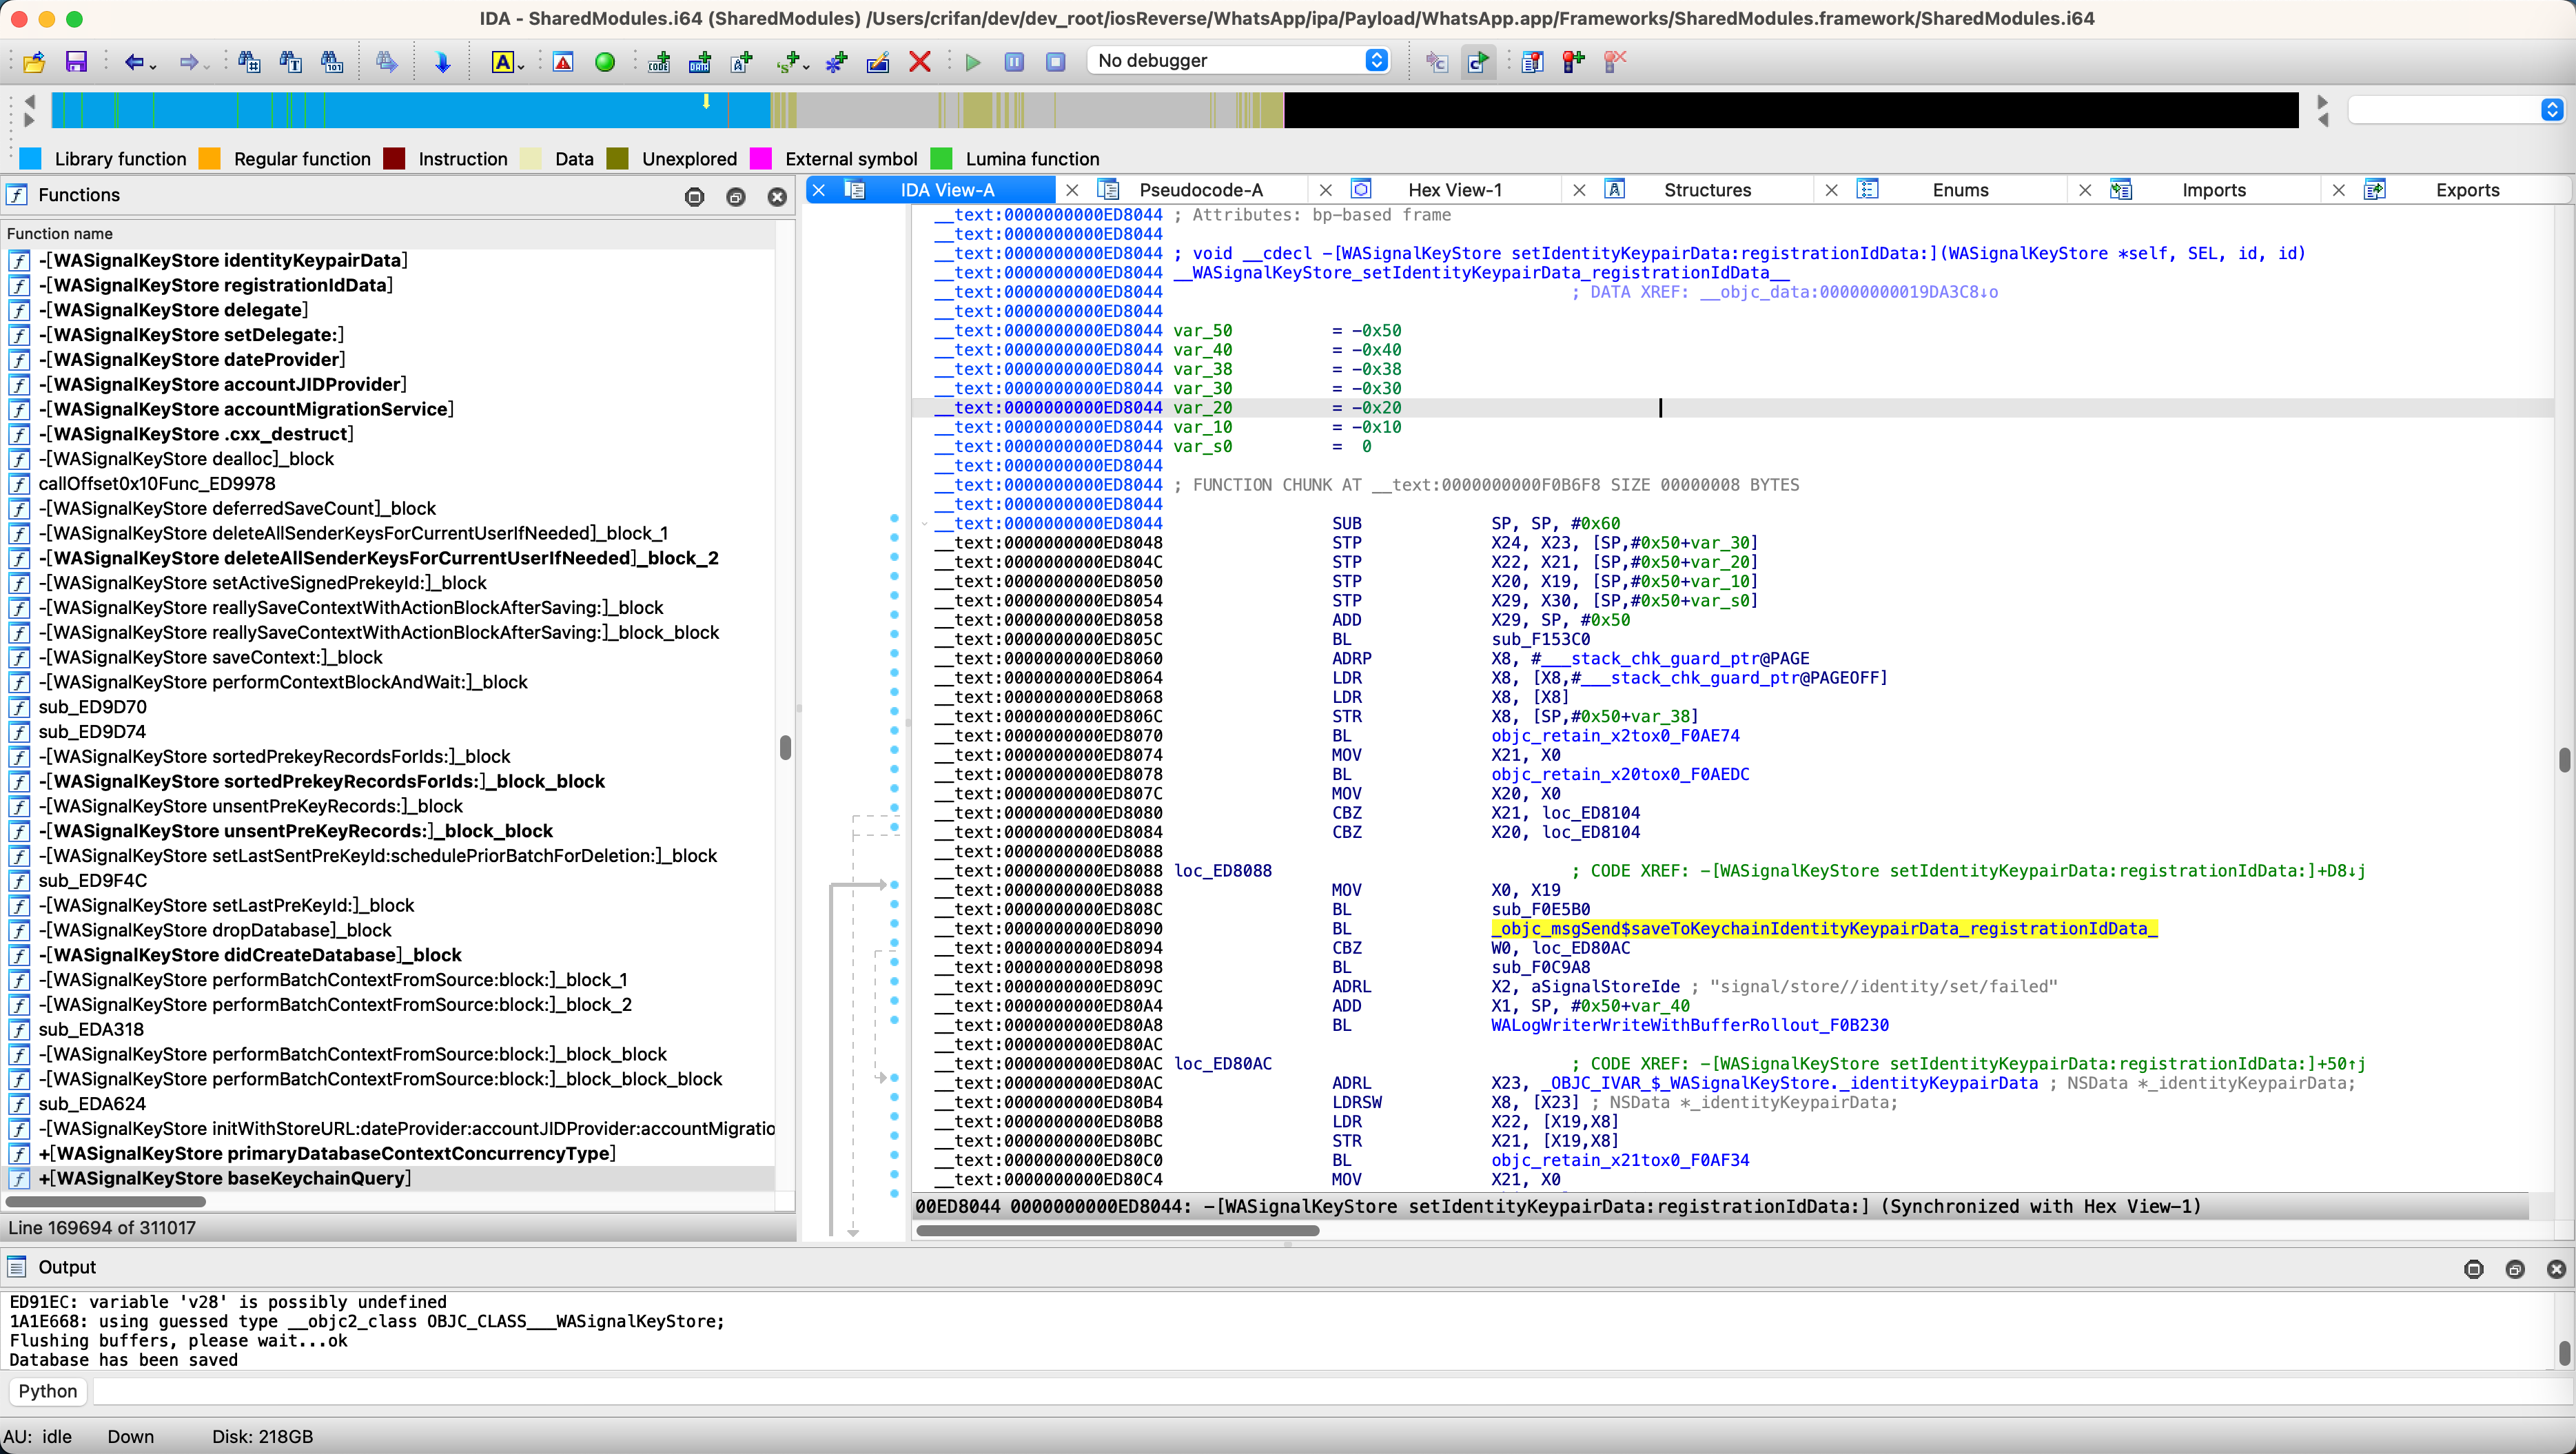 IDA - SharedModules.i64 (SharedModules) /Users/crifan/dev/dev_root/iosReverse/WhatsApp/ipa/Payload/WhatsApp.app/Frameworks/SharedModules.framework/SharedModules.i64
No debugger
Library function Regular function Instruction Data Unexplored External symbol Lumina function
Functions
Function name
-[WASignalKeyStore identityKeypairData]
-[WASignalKeyStore registrationIdData]
-[WASignalKeyStore delegate]
-[WASignalKeyStore setDelegate:]
-[WASignalKeyStore dateProvider]
-[WASignalKeyStore accountJIDProvider]
-[WASignalKeyStore accountMigrationService]
-[WASignalKeyStore .cxx_destruct]
-[WASignalKeyStore dealloc]_block
callOffset0x10Func_ED9978
-[WASignalKeyStore deferredSaveCount]_block
-[WASignalKeyStore deleteAllSenderKeysForCurrentUserIfNeeded]_block_1
-[WASignalKeyStore deleteAllSenderKeysForCurrentUserIfNeeded]_block_2
-[WASignalKeyStore setActiveSignedPrekeyId:]_block
-[WASignalKeyStore reallySaveContextWithActionBlockAfterSaving:]_block
-[WASignalKeyStore reallySaveContextWithActionBlockAfterSaving:]_block_block
-[WASignalKeyStore saveContext:]_block
-[WASignalKeyStore performContextBlockAndWait:]_block
sub_ED9D70
sub_ED9D74
-[WASignalKeyStore sortedPrekeyRecordsForIds:]_block
-[WASignalKeyStore sortedPrekeyRecordsForIds:]_block_block
-[WASignalKeyStore unsentPreKeyRecords:]_block
-[WASignalKeyStore unsentPreKeyRecords:]_block_block
-[WASignalKeyStore setLastSentPreKeyId:schedulePriorBatchForDeletion:]_block
sub_ED9F4C
-[WASignalKeyStore setLastPreKeyId:]_block
-[WASignalKeyStore dropDatabase]_block
-[WASignalKeyStore didCreateDatabase]_block
-[WASignalKeyStore performBatchContextFromSource:block:]_block_1
-[WASignalKeyStore performBatchContextFromSource:block:]_block_2
sub_EDA318
-[WASignalKeyStore performBatchContextFromSource:block:]_block_block
-[WASignalKeyStore performBatchContextFromSource:block:]_block_block_block
sub_EDA624
-[WASignalKeyStore initWithStoreURL:dateProvider:accountJIDProvider:accountMigratio
+[WASignalKeyStore primaryDatabaseContextConcurrencyType]
+[WASignalKeyStore baseKeychainQuery]
Line 169694 of 311017
IDA View-A Pseudocode-A Hex View-1 Structures Enums Imports Exports
__text:0000000000ED8044 ; Attributes: bp-based frame
__text:0000000000ED8044
__text:0000000000ED8044 ; void __cdecl -[WASignalKeyStore setIdentityKeypairData:registrationIdData:](WASignalKeyStore *self, SEL, id, id)
__text:0000000000ED8044 __WASignalKeyStore_setIdentityKeypairData_registrationIdData__
__text:0000000000ED8044 ; DATA XREF: __objc_data:00000000019DA3C8↓o
__text:0000000000ED8044
__text:0000000000ED8044 var_50 = -0x50
__text:0000000000ED8044 var_40 = -0x40
__text:0000000000ED8044 var_38 = -0x38
__text:0000000000ED8044 var_30 = -0x30
__text:0000000000ED8044 var_20 = -0x20
__text:0000000000ED8044 var_10 = -0x10
__text:0000000000ED8044 var_s0 = 0
__text:0000000000ED8044
__text:0000000000ED8044 ; FUNCTION CHUNK AT __text:0000000000F0B6F8 SIZE 00000008 BYTES
__text:0000000000ED8044
__text:0000000000ED8044 SUB SP, SP, #0x60
__text:0000000000ED8048 STP X24, X23, [SP,#0x50+var_30]
__text:0000000000ED804C STP X22, X21, [SP,#0x50+var_20]
__text:0000000000ED8050 STP X20, X19, [SP,#0x50+var_10]
__text:0000000000ED8054 STP X29, X30, [SP,#0x50+var_s0]
__text:0000000000ED8058 ADD X29, SP, #0x50
__text:0000000000ED805C BL sub_F153C0
__text:0000000000ED8060 ADRP X8, #___stack_chk_guard_ptr@PAGE
__text:0000000000ED8064 LDR X8, [X8,#___stack_chk_guard_ptr@PAGEOFF]
__text:0000000000ED8068 LDR X8, [X8]
__text:0000000000ED806C STR X8, [SP,#0x50+var_38]
__text:0000000000ED8070 BL objc_retain_x2tox0_F0AE74
__text:0000000000ED8074 MOV X21, X0
__text:0000000000ED8078 BL objc_retain_x20tox0_F0AEDC
__text:0000000000ED807C MOV X20, X0
__text:0000000000ED8080 CBZ X21, loc_ED8104
__text:0000000000ED8084 CBZ X20, loc_ED8104
__text:0000000000ED8088
__text:0000000000ED8088 loc_ED8088 ; CODE XREF: -[WASignalKeyStore setIdentityKeypairData:registrationIdData:]+D8↓j
__text:0000000000ED8088 MOV X0, X19
__text:0000000000ED808C BL sub_F0E5B0
__text:0000000000ED8090 BL _objc_msgSend$saveToKeychainIdentityKeypairData_registrationIdData_
__text:0000000000ED8094 CBZ W0, loc_ED80AC
__text:0000000000ED8098 BL sub_F0C9A8
__text:0000000000ED809C ADRL X2, aSignalStoreIde ; "signal/store//identity/set/failed"
__text:0000000000ED80A4 ADD X1, SP, #0x50+var_40
__text:0000000000ED80A8 BL WALogWriterWriteWithBufferRollout_F0B230
__text:0000000000ED80AC
__text:0000000000ED80AC loc_ED80AC ; CODE XREF: -[WASignalKeyStore setIdentityKeypairData:registrationIdData:]+50↑j
__text:0000000000ED80AC ADRL X23, _OBJC_IVAR_$_WASignalKeyStore._identityKeypairData ; NSData *_identityKeypairData;
__text:0000000000ED80B4 LDRSW X8, [X23] ; NSData *_identityKeypairData;
__text:0000000000ED80B8 LDR X22, [X19,X8]
__text:0000000000ED80BC STR X21, [X19,X8]
__text:0000000000ED80C0 BL objc_retain_x21tox0_F0AF34
__text:0000000000ED80C4 MOV X21, X0
00ED8044 0000000000ED8044: -[WASignalKeyStore setIdentityKeypairData:registrationIdData:] (Synchronized with Hex View-1)
Output
ED91EC: variable 'v28' is possibly undefined
1A1E668: using guessed type __objc2_class OBJC_CLASS___WASignalKeyStore;
Flushing buffers, please wait...ok
Database has been saved
Python
AU: idle Down Disk: 218GB